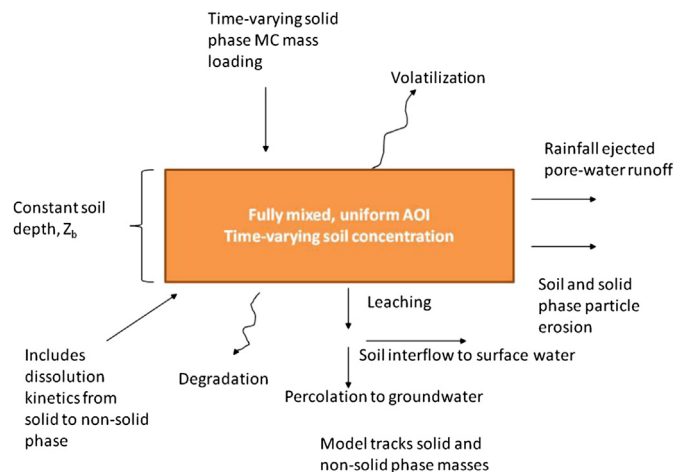 Time-varying solid
phase MC mass
loading
Volatilization
Rainfall ejected
pore-water runoff
Constant soil
depth, Zb
Fully mixed, uniform AOI
Time-varying soil concentration
Soil and solid
phase particle
erosion
Leaching
Soil interflow to surface water
Includes
dissolution
kinetics from
solid to non-solid
phase
Degradation
Percolation to groundwater
Model tracks solid and
non-solid phase masses